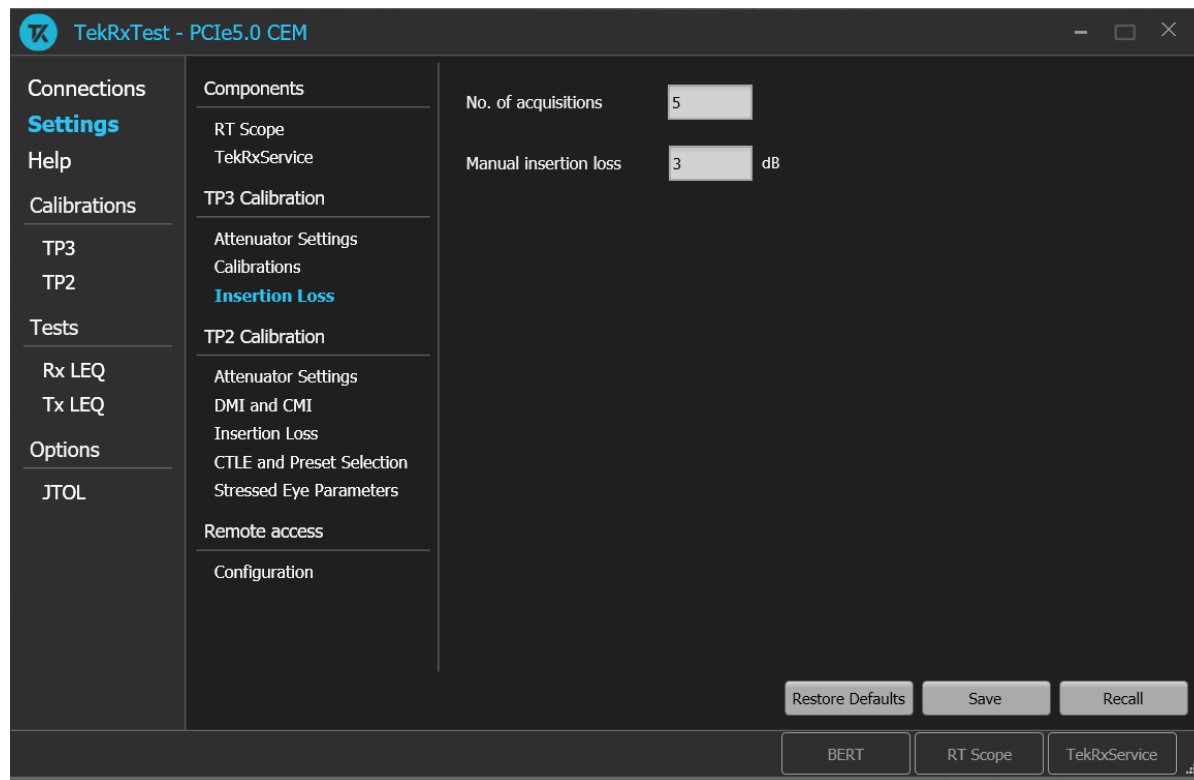 TekRxTest - PCIe5.0 CEM
Connections
Settings
Help
Calibrations
TP3
TP2
Tests
Rx LEQ
Tx LEQ
Options
JTOL
Components
RT Scope
TekRxService
TP3 Calibration
Attenuator Settings
Calibrations
Insertion Loss
TP2 Calibration
Attenuator Settings
DMI and CMI
Insertion Loss
CTLE and Preset Selection
Stressed Eye Parameters
Remote access
Configuration
No. of acquisitions 5
Manual insertion loss 3 dB
Restore Defaults Save Recall
BERT RT Scope TekRxService